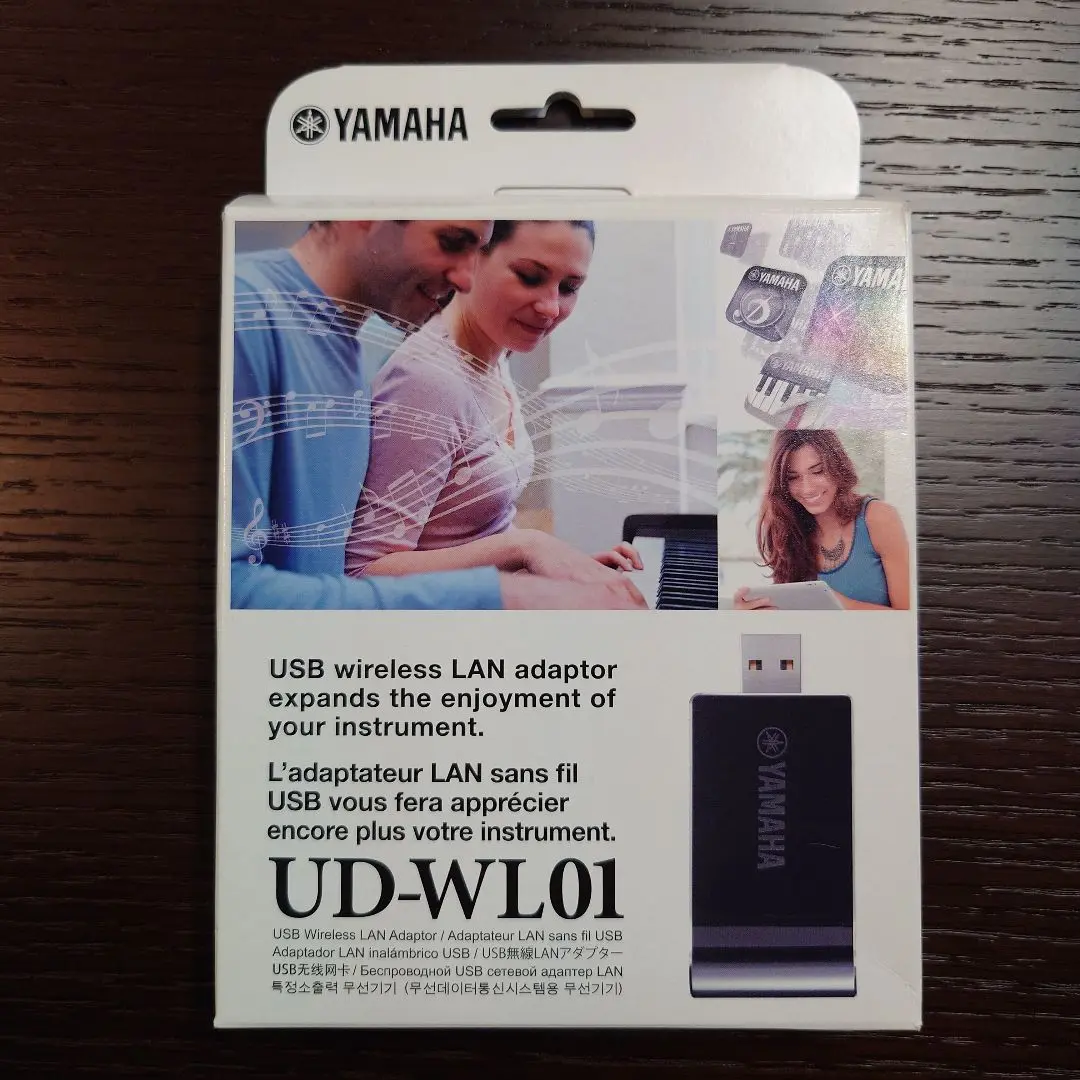 YAMAHA
YAMAHA
YAMAHA
USB wireless LAN adaptor
expands the enjoyment of
your instrument.
L'adaptateur LAN sans fil
USB vous fera apprécier
encore plus votre instrument.
UD-WL01
USB Wireless LAN Adaptor / Adaptateur LAN sans fil USB
Adaptador LAN inalámbrico USB / USB無線LANアダプター
USB无线网卡 / Беспроводной USB сетевой адаптер LAN
특정소출력 무선기기 (무선데이터통신시스템용 무선기기)
YAMAHA